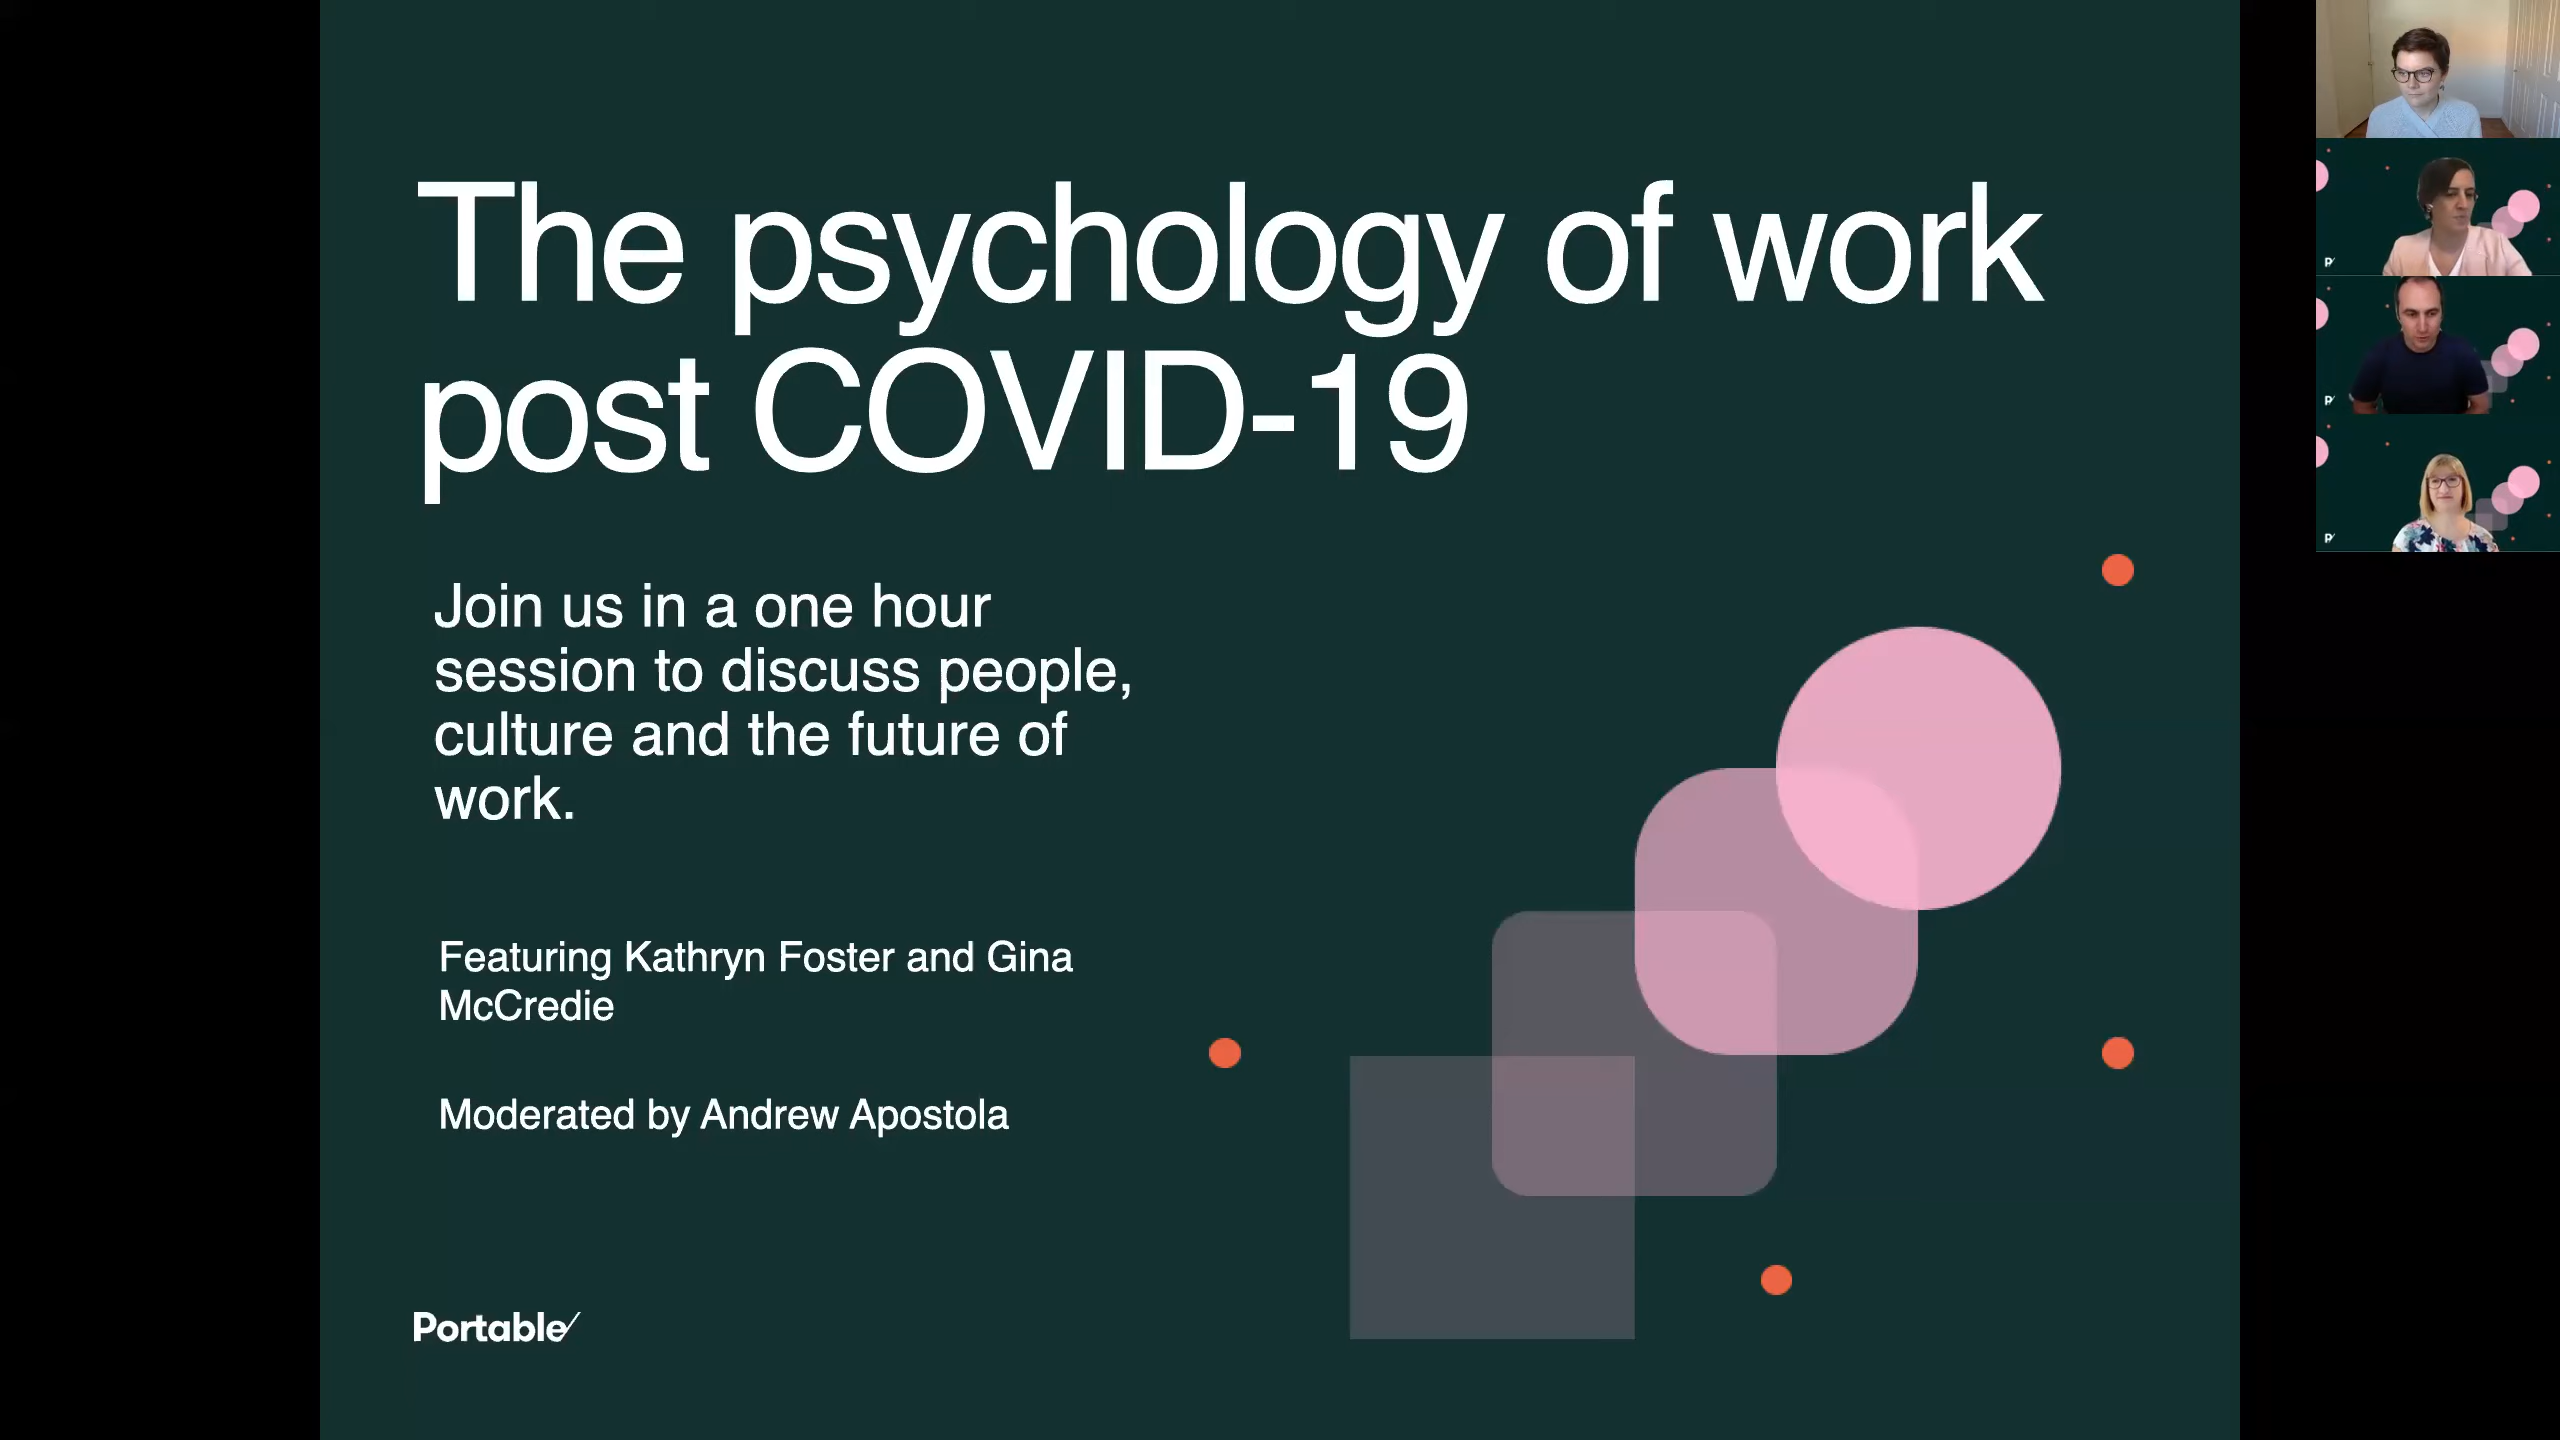 The psychology of work
post COVID-19
Join us in a one hour
session to discuss people,
culture and the future of
work.
Featuring Kathryn Foster and Gina
McCredie
Moderated by Andrew Apostola
Portable
P
P
P